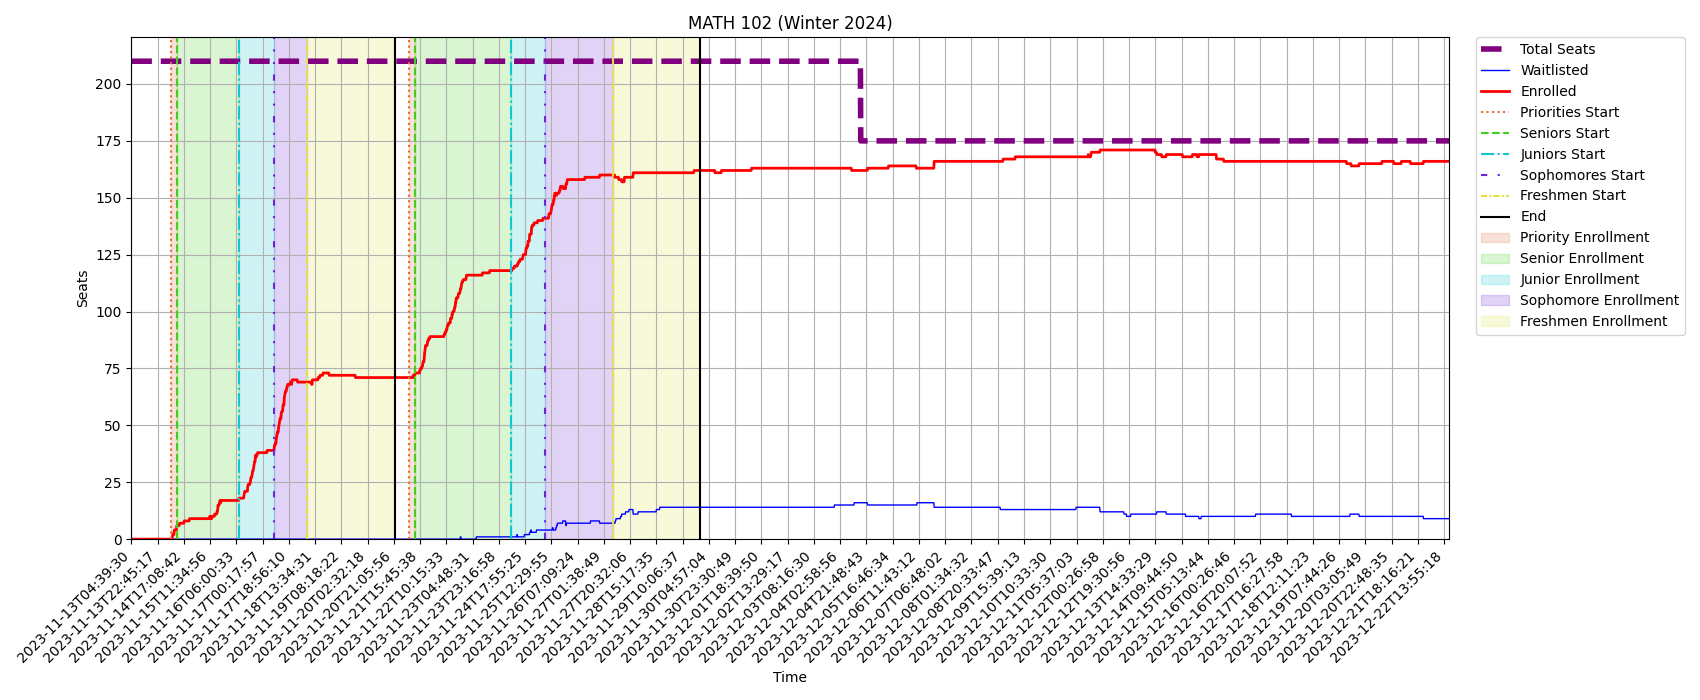 MATH 102 (Winter 2024)
Seats
200
175
150
125
100
75
50
25
0
2023-11-13T04:39:30
2023-11-13T22:45:17
2023-11-14T17:08:42
2023-11-15T11:34:56
2023-11-16T06:00:33
2023-11-17T00:17:57
2023-11-17T18:56:10
2023-11-18T13:34:31
2023-11-19T08:18:22
2023-11-20T02:32:18
2023-11-20T21:05:56
2023-11-21T15:45:38
2023-11-22T10:15:33
2023-11-23T04:48:31
2023-11-23T23:16:58
2023-11-24T17:55:25
2023-11-25T12:29:55
2023-11-26T07:09:24
2023-11-27T01:38:49
2023-11-27T20:32:06
2023-11-28T15:17:35
2023-11-29T10:06:37
2023-11-30T04:57:04
2023-11-30T23:30:49
2023-12-01T18:39:50
2023-12-02T13:29:17
2023-12-03T08:16:30
2023-12-04T02:58:56
2023-12-04T21:48:43
2023-12-05T16:46:34
2023-12-06T11:43:12
2023-12-07T06:48:02
2023-12-08T01:34:32
2023-12-08T20:33:47
2023-12-09T15:39:13
2023-12-10T10:33:30
2023-12-11T05:37:03
2023-12-12T00:26:58
2023-12-12T19:30:56
2023-12-13T14:33:29
2023-12-14T09:44:50
2023-12-15T05:13:44
2023-12-16T00:26:46
2023-12-16T20:07:52
2023-12-17T16:27:58
2023-12-18T12:11:23
2023-12-19T07:44:26
2023-12-20T03:05:49
2023-12-20T22:48:35
2023-12-21T18:16:21
2023-12-22T13:55:18
Time
Total Seats
Waitlisted
Enrolled
Priorities Start
Seniors Start
Juniors Start
Sophomores Start
Freshmen Start
End
Priority Enrollment
Senior Enrollment
Junior Enrollment
Sophomore Enrollment
Freshmen Enrollment